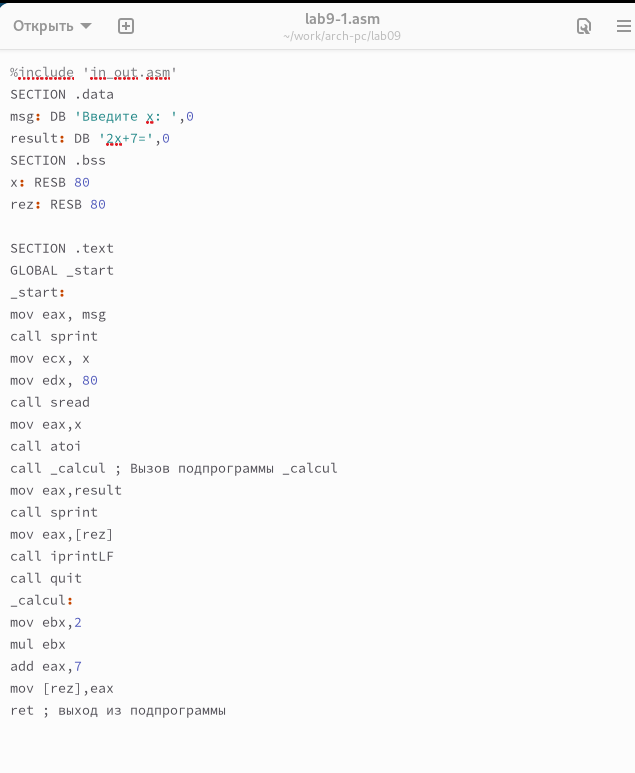 Открыть
lab9-1.asm
~/work/arch-pc/lab09
%include 'in_out.asm'
SECTION .data
msg: DB 'Введите x: ',0
result: DB '2x+7=',0
SECTION .bss
x: RESB 80
rez: RESB 80
SECTION .text
GLOBAL _start
_start:
mov eax, msg
call sprint
mov ecx, x
mov edx, 80
call sread
mov eax,x
call atoi
call _calcul ; Вызов подпрограммы _calcul
mov eax,result
call sprint
mov eax,[rez]
call iprintLF
call quit
_calcul:
mov ebx,2
mul ebx
add eax,7
mov [rez],eax
ret ; выход из подпрограммы